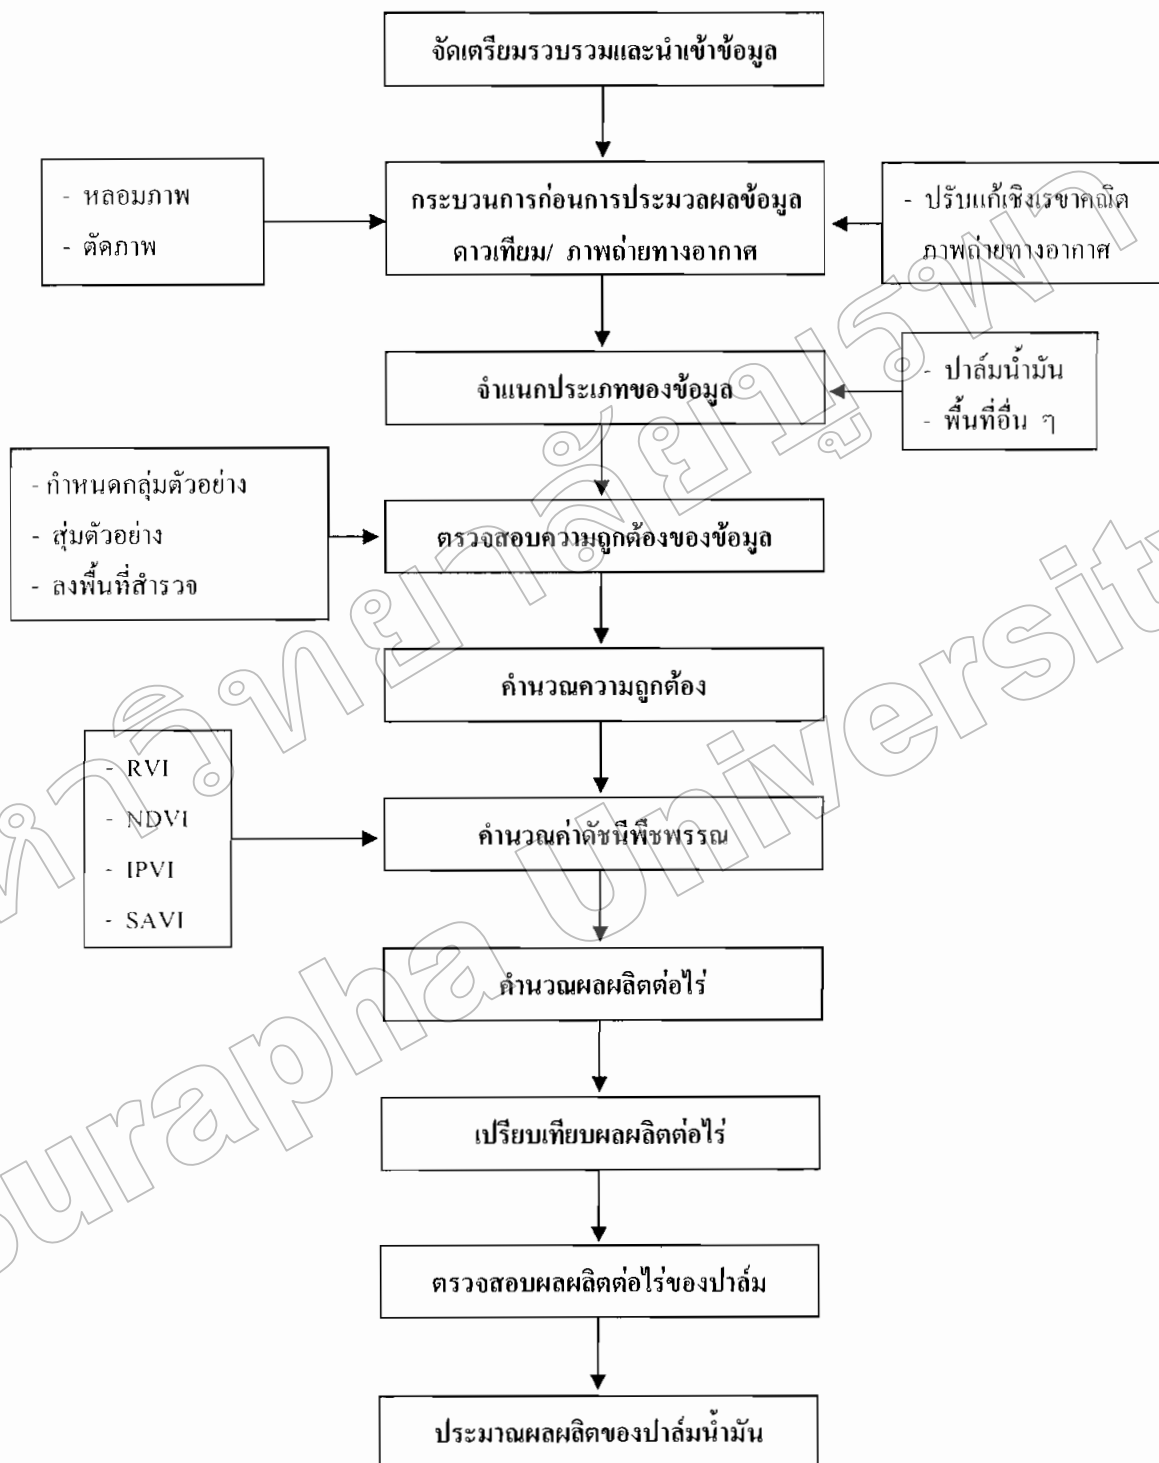 จัดเตรียมรวบรวมและนำเข้าข้อมูล
- หลอมภาพ
- ตัดภาพ
กระบวนการก่อนการประมวลผลข้อมูล
ดาวเทียม/ ภาพถ่ายทางอากาศ
- ปรับแก้เชิงเรขาคณิต
ภาพถ่ายทางอากาศ
จำแนกประเภทของข้อมูล
- ปาล์มน้ำมัน
- พื้นที่อื่น ๆ
- กำหนดกลุ่มตัวอย่าง
- สุ่มตัวอย่าง
- ลงพื้นที่สำรวจ
ตรวจสอบความถูกต้องของข้อมูล
คำนวณความถูกต้อง
- RVI
- NDVI
- IPVI
- SAVI
คำนวณค่าดัชนีพืชพรรณ
คำนวณผลผลิตต่อไร่
เปรียบเทียบผลผลิตต่อไร่
ตรวจสอบผลผลิตต่อไร่ของปาล์ม
ประมาณผลผลิตของปาล์มน้ำมัน
หาวิทยาลัยบูรพา
Burapha University